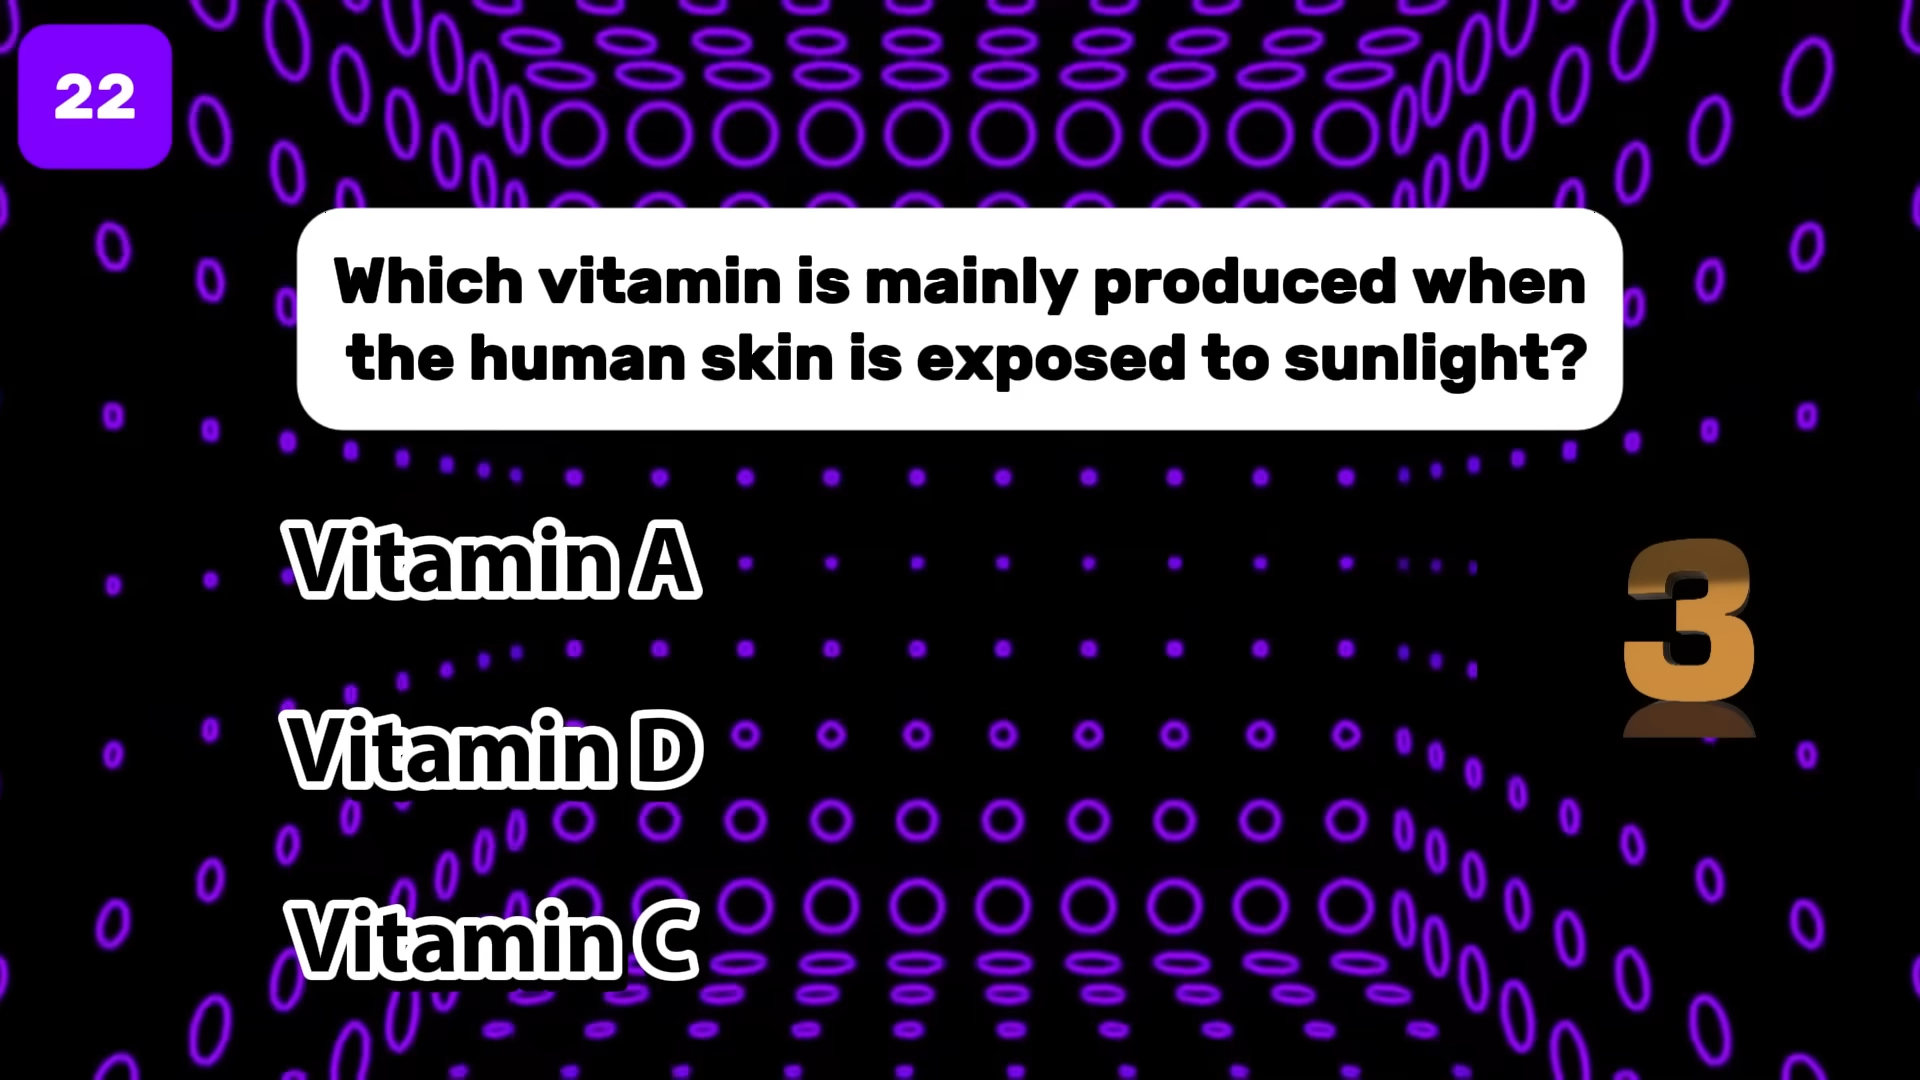 22
Which vitamin is mainly produced when
the human skin is exposed to sunlight?
Vitamin A
3
Vitamin D
Vitamin C